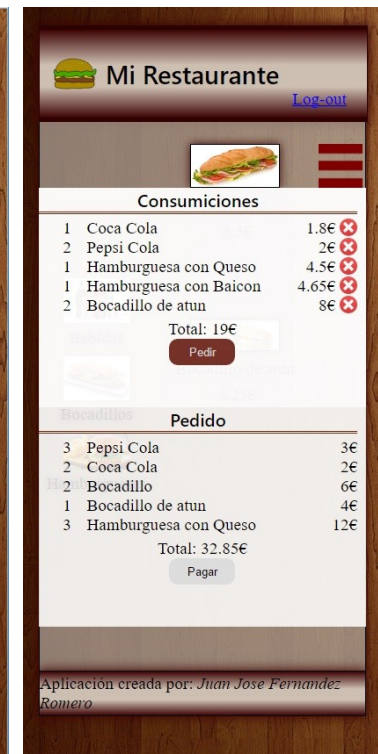 Mi Restaurante
Log-out
Consumiciones
1 Coca Cola 1.8€
2 Pepsi Cola 2€
1 Hamburguesa con Queso 4.5€
1 Hamburguesa con Baicon 4.65€
2 Bocadillo de atun 8€
Total: 19€
Pedir
Bocadillos
Pedido
3 Pepsi Cola 3€
2 Coca Cola 2€
2 Bocadillo 6€
1 Bocadillo de atun 4€
3 Hamburguesa con Queso 12€
Total: 32.85€
Pagar
Aplicación creada por: Juan Jose Fernandez
Romero